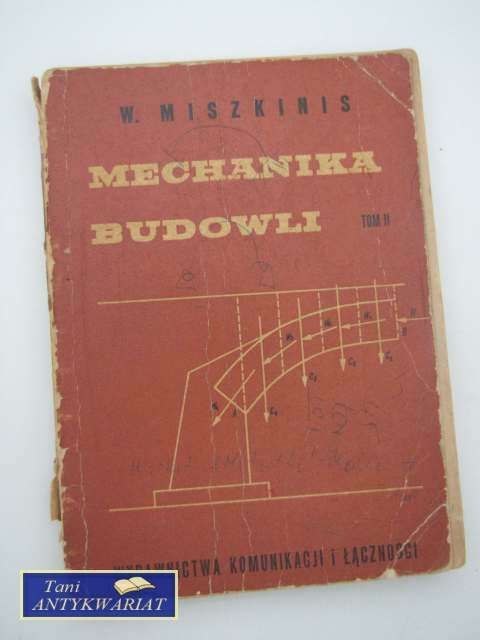 W. MISZKINIS
MECHANIKA
BUDOWLI
TOM II
WYDAWNICTWA KOMUNIKACJI i ŁĄCZNOŚCI
Tani
ANTYKWARIAT